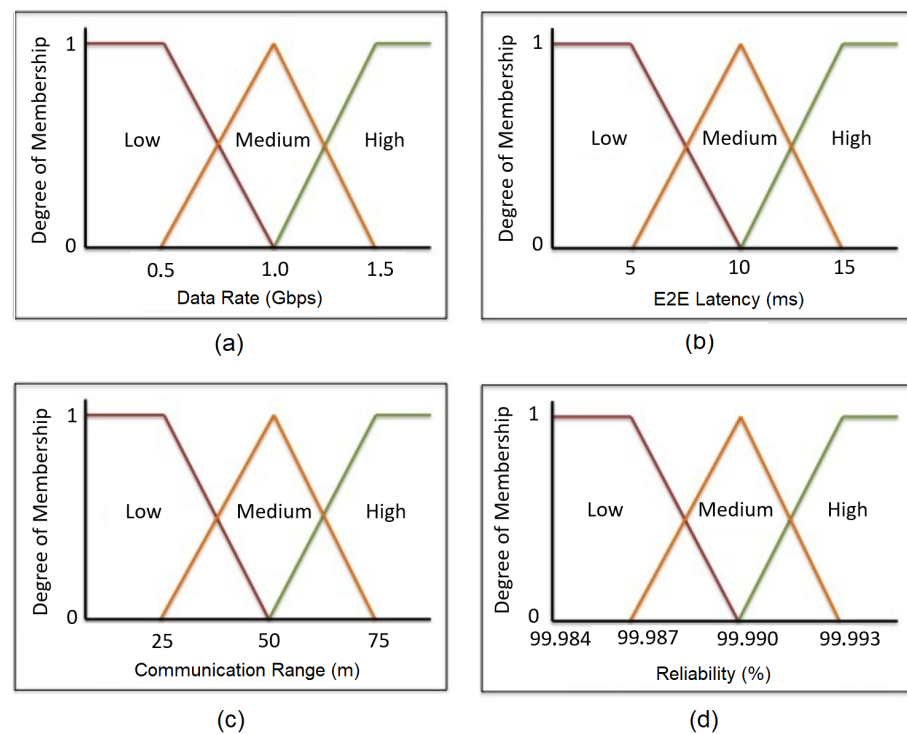 Degree of Membership
1
Low
Medium
High
0
0.5
1.0
1.5
Data Rate (Gbps)
(a)
Degree of Membership
1
Low
Medium
High
0
5
10
15
E2E Latency (ms)
(b)
Degree of Membership
1
Low
Medium
High
0
25
50
75
Communication Range (m)
(c)
Degree of Membership
1
Low
Medium
High
0
99.984
99.987
99.990
99.993
Reliability (%)
(d)